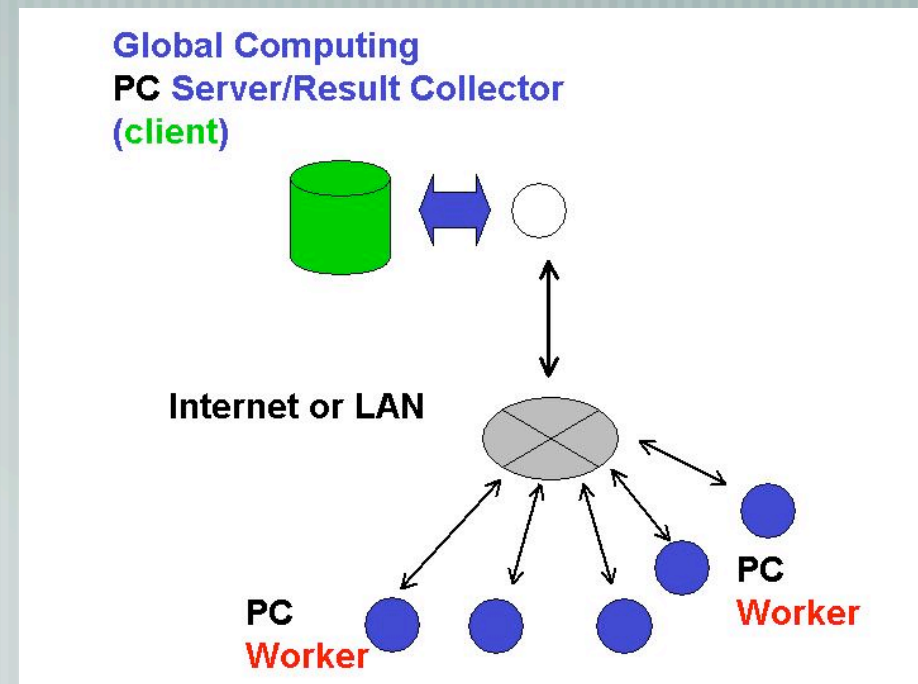 Global Computing
PC Server/Result Collector
(client)
Internet or LAN
PC
Worker
PC
Worker